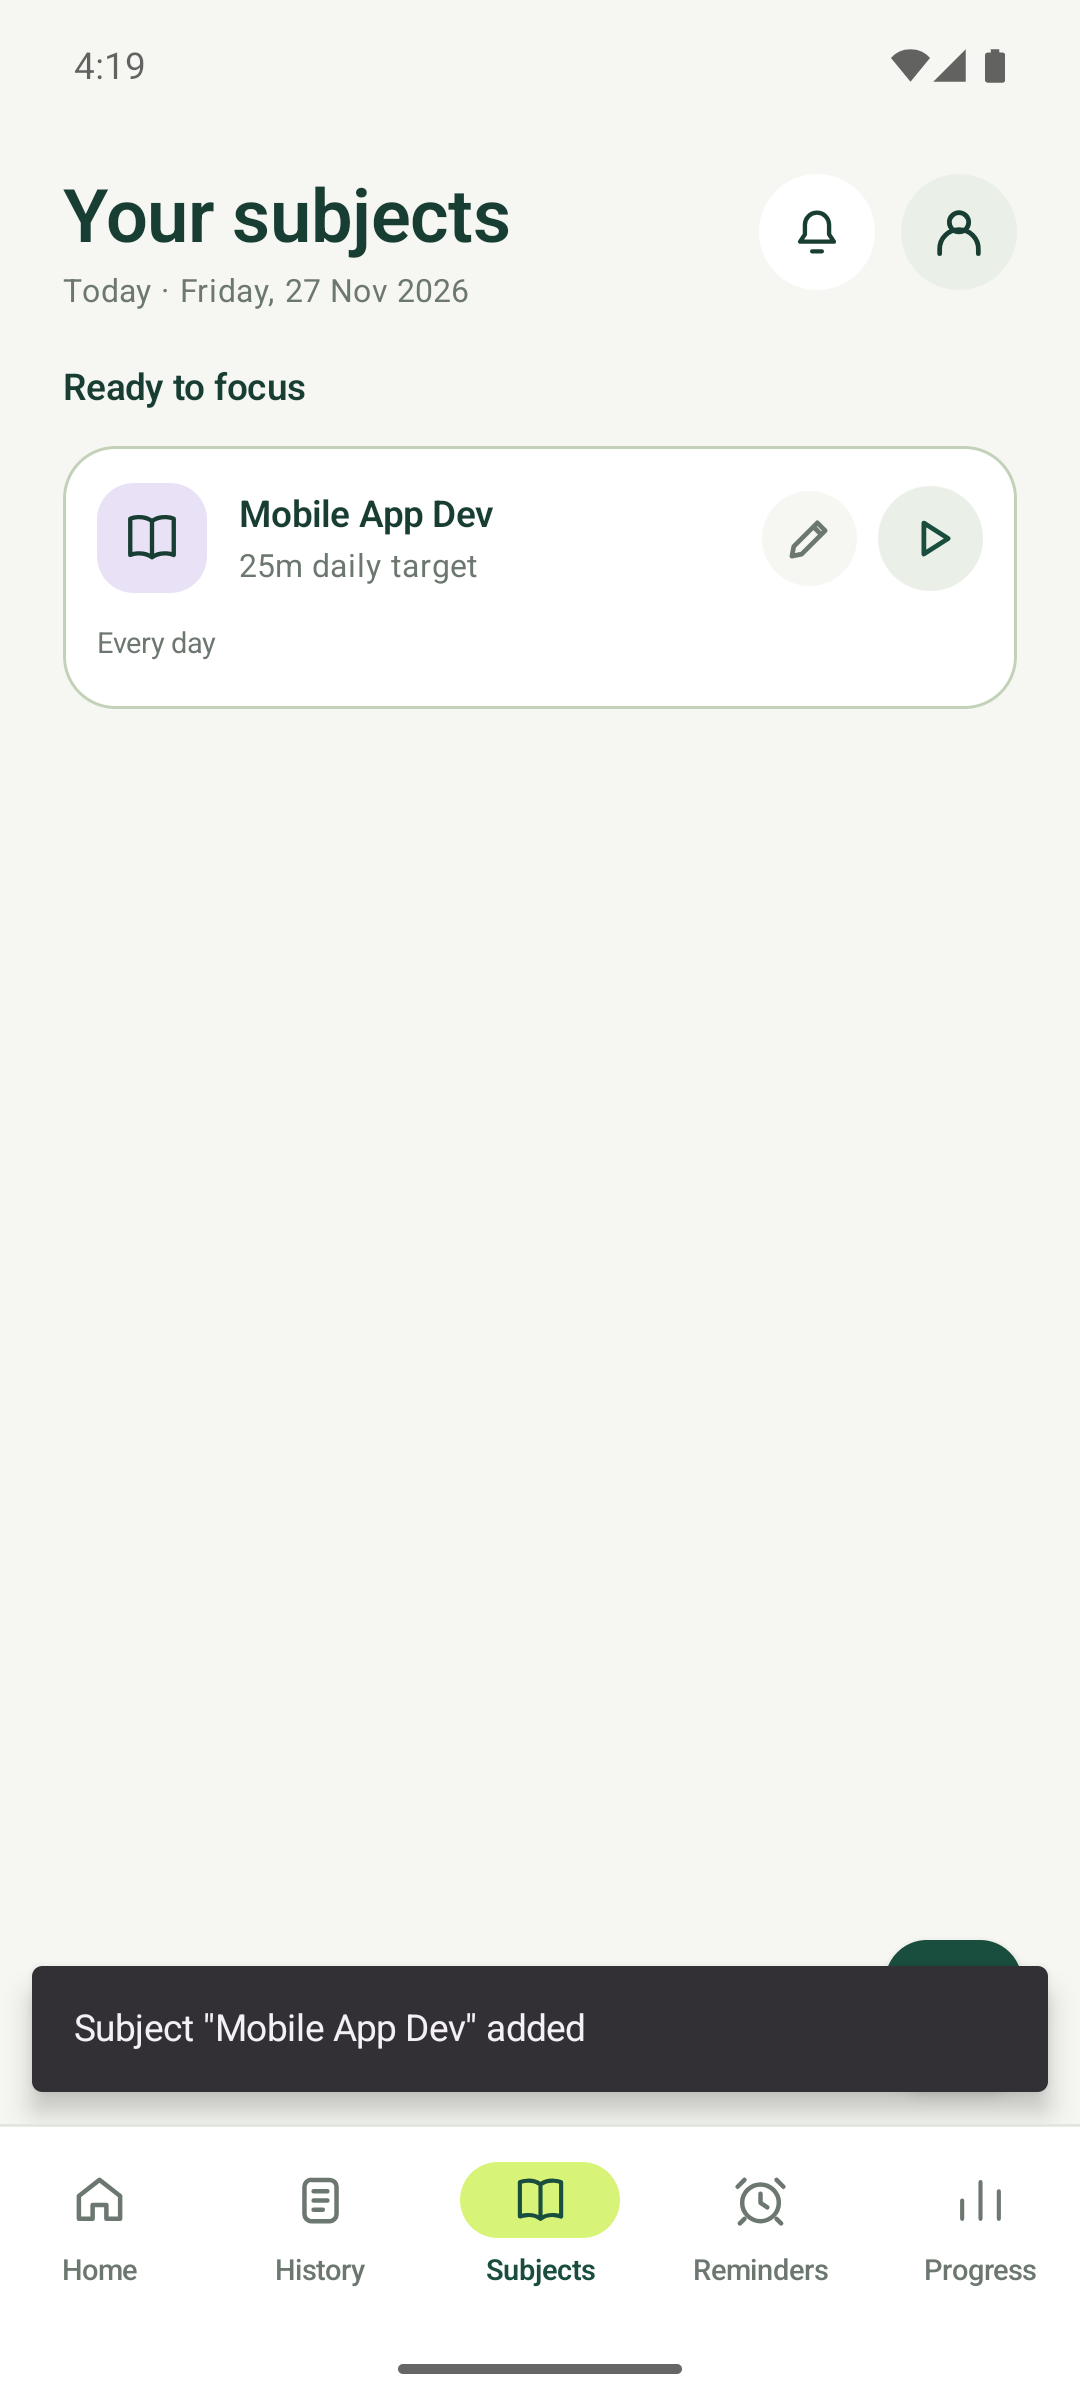 4:19
Your subjects
Today · Friday, 27 Nov 2026
Ready to focus
Mobile App Dev
25m daily target
Every day
Subject "Mobile App Dev" added
Home
History
Subjects
Reminders
Progress